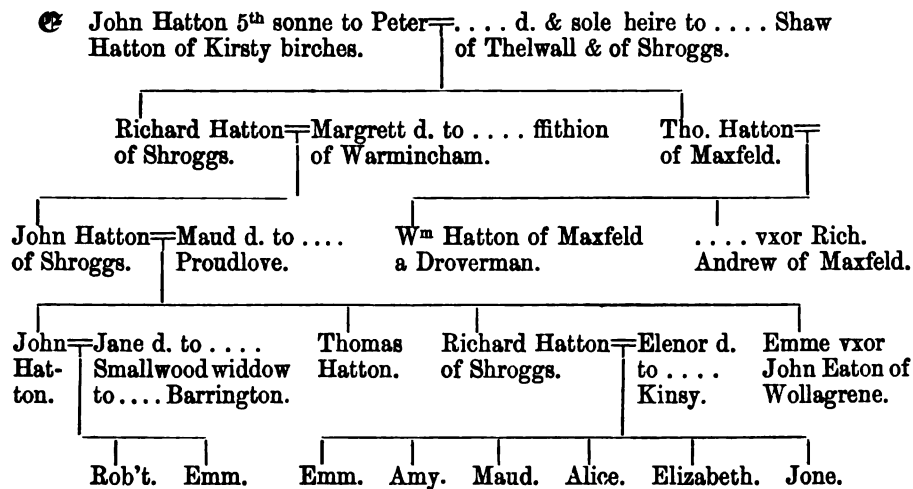 John Hatton 5th sonne to Peter = . . . . d. & sole heire to . . . . Shaw
Hatton of Kirsty birches. of Thelwall & of Shroggs.
Richard Hatton = Margrett d. to . . . . ffithion Tho. Hatton =
of Shroggs. of Warmincham. of Maxfeld.
John Hatton = Maud d. to . . . . Wm Hatton of Maxfeld . . . . vxor Rich.
of Shroggs. Proudlove. a Droverman. Andrew of Maxfeld.
John = Jane d. to . . . . Thomas Richard Hatton = Elenor d. Emme vxor
Hat- Smallwood widdow Hatton. of Shroggs. to . . . . John Eaton of
ton. to . . . . Barrington. Kinsy. Wollagrene.
Rob't. Emm. Emm. Amy. Maud. Alice. Elizabeth. Jone.